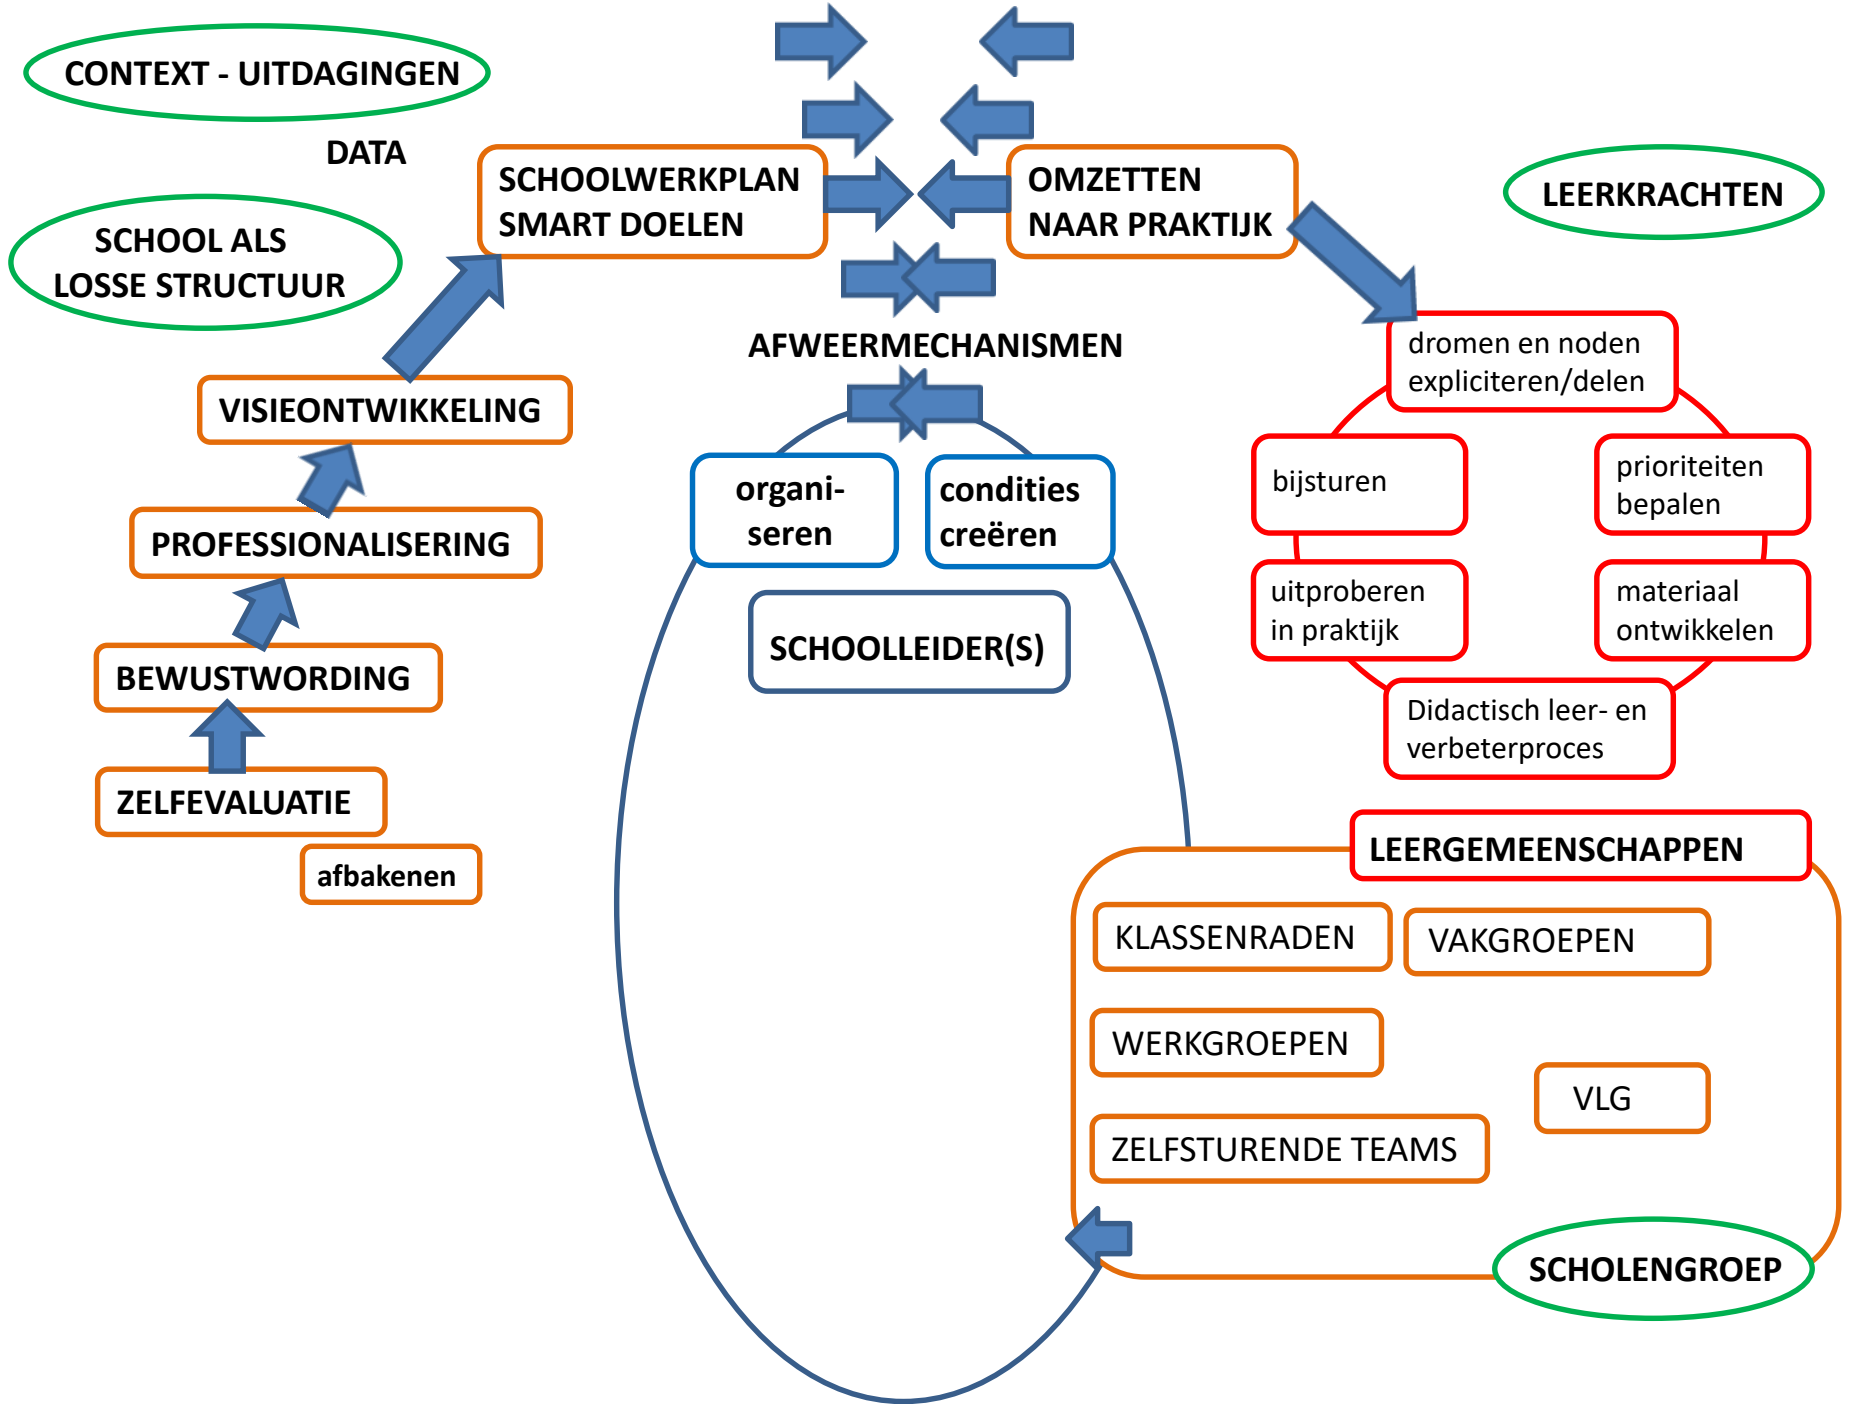 CONTEXT - UITDAGINGEN
DATA
SCHOOL ALS
LOSSE STRUCTUUR
SCHOOLWERKPLAN
SMART DOELEN
OMZETTEN
NAAR PRAKTIJK
LEERKRACHTEN
AFWEERMECHANISMEN
VISIEONTWIKKELING
PROFESSIONALISERING
BEWUSTWORDING
ZELFEVALUATIE
afbakenen
organi-
seren
condities
creëren
SCHOOLLEIDER(S)
dromen en noden
expliciteren/delen
bijsturen
prioriteiten
bepalen
uitproberen
in praktijk
materiaal
ontwikkelen
Didactisch leer- en
verbeterproces
LEERGEMEENSCHAPPEN
KLASSENRADEN
VAKGROEPEN
WERKGROEPEN
VLG
ZELFSTURENDE TEAMS
SCHOLENGROEP